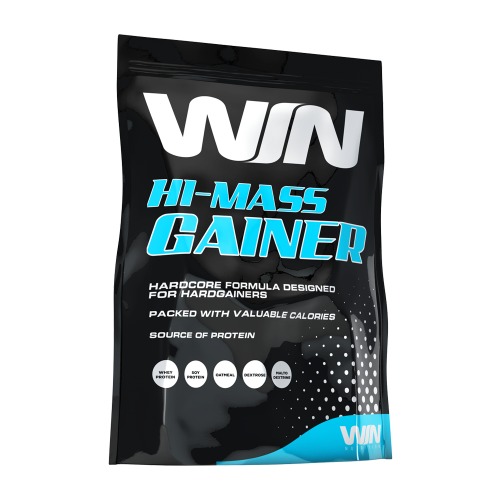 WIN
HI-MASS
GAINER
HARDCORE FORMULA DESIGNED
FOR HARDGAINERS
PACKED WITH VALUABLE CALORIES
SOURCE OF PROTEIN
WHEY
PROTEIN
SOY
PROTEIN
OATMEAL
DEXTROSE
MALTO
DEXTRINE
WIN